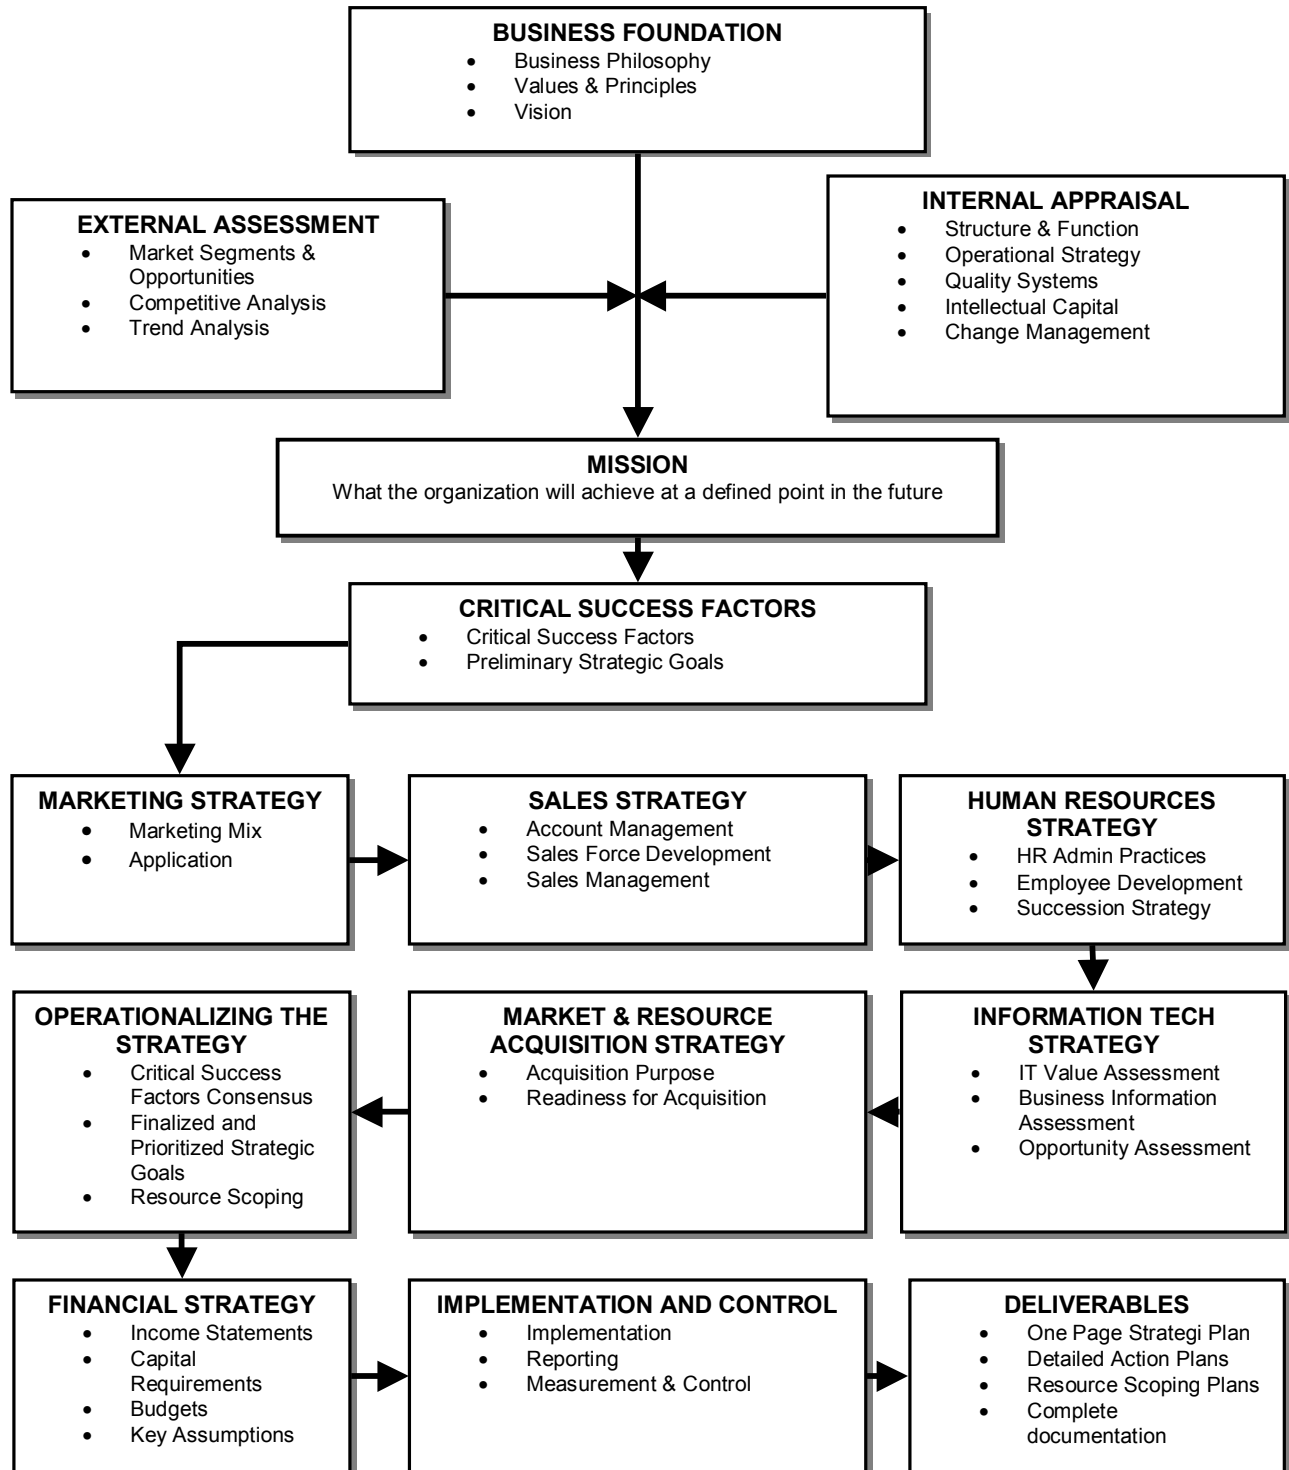 BUSINESS FOUNDATION
• Business Philosophy
• Values & Principles
• Vision
EXTERNAL ASSESSMENT
• Market Segments &
Opportunities
• Competitive Analysis
• Trend Analysis
INTERNAL APPRAISAL
• Structure & Function
• Operational Strategy
• Quality Systems
• Intellectual Capital
• Change Management
MISSION
What the organization will achieve at a defined point in the future
CRITICAL SUCCESS FACTORS
• Critical Success Factors
• Preliminary Strategic Goals
MARKETING STRATEGY
• Marketing Mix
• Application
SALES STRATEGY
• Account Management
• Sales Force Development
• Sales Management
HUMAN RESOURCES
STRATEGY
• HR Admin Practices
• Employee Development
• Succession Strategy
INFORMATION TECH
STRATEGY
• IT Value Assessment
• Business Information
Assessment
• Opportunity Assessment
MARKET & RESOURCE
ACQUISITION STRATEGY
• Acquisition Purpose
• Readiness for Acquisition
OPERATIONALIZING THE
STRATEGY
• Critical Success
Factors Consensus
• Finalized and
Prioritized Strategic
Goals
• Resource Scoping
FINANCIAL STRATEGY
• Income Statements
• Capital
Requirements
• Budgets
• Key Assumptions
IMPLEMENTATION AND CONTROL
• Implementation
• Reporting
• Measurement & Control
DELIVERABLES
• One Page Strategi Plan
• Detailed Action Plans
• Resource Scoping Plans
• Complete
documentation